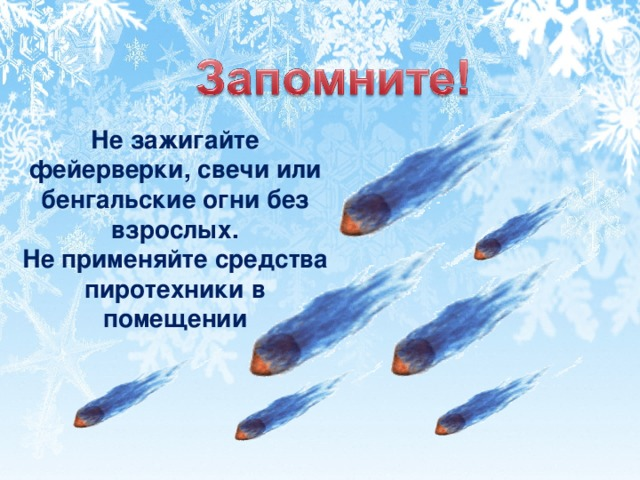 Запомните!
Не зажигайте
фейерверки, свечи или
бенгальские огни без
взрослых.
Не применяйте средства
пиротехники в
помещении